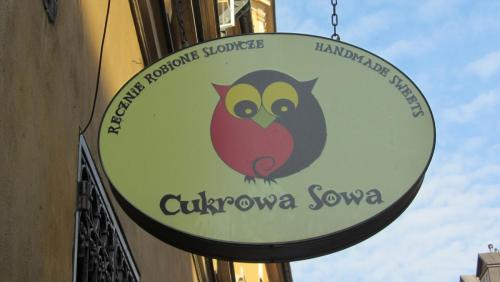 RĘCZNIE ROBIONE SŁODYCZE
HANDMADE SWEETS
Cukrowa Sowa